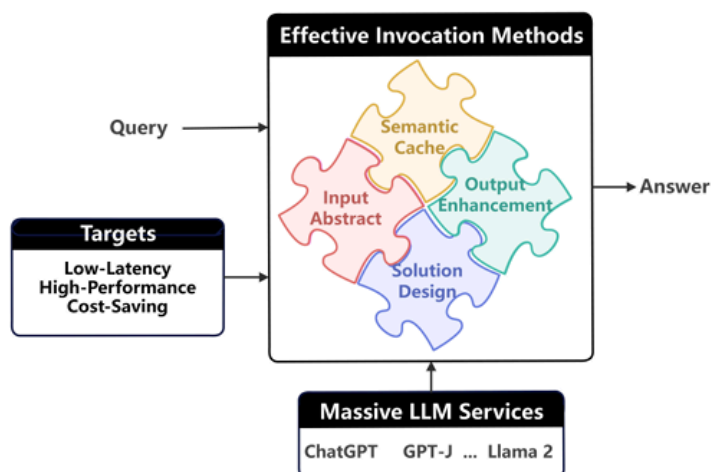 Effective Invocation Methods
Query
Semantic
Cache
Input
Abstract
Output
Enhancement
Solution
Design
Answer
Targets
Low-Latency
High-Performance
Cost-Saving
Massive LLM Services
ChatGPT GPT-J ... Llama 2